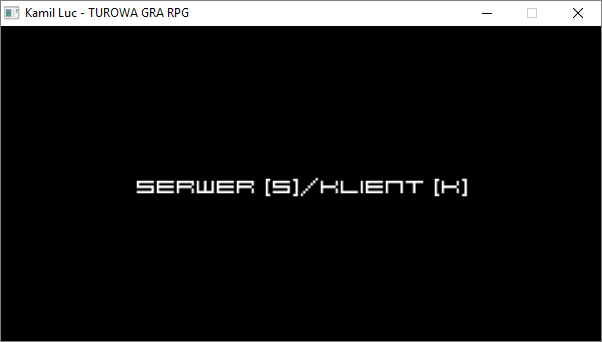 Kamil Luc - TUROWA GRA RPG
SERWER [S]/KLIENT [K]